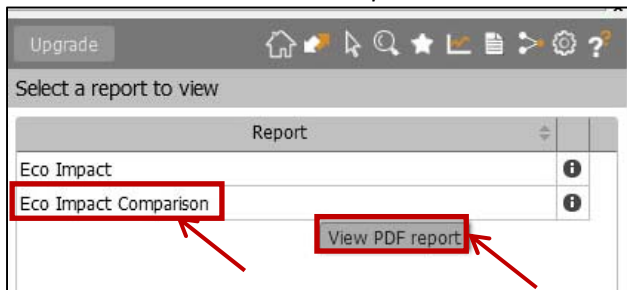 Upgrade
?
Select a report to view
Report
Eco Impact
Eco Impact Comparison
View PDF report